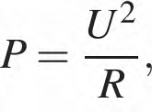 P = U²/R,